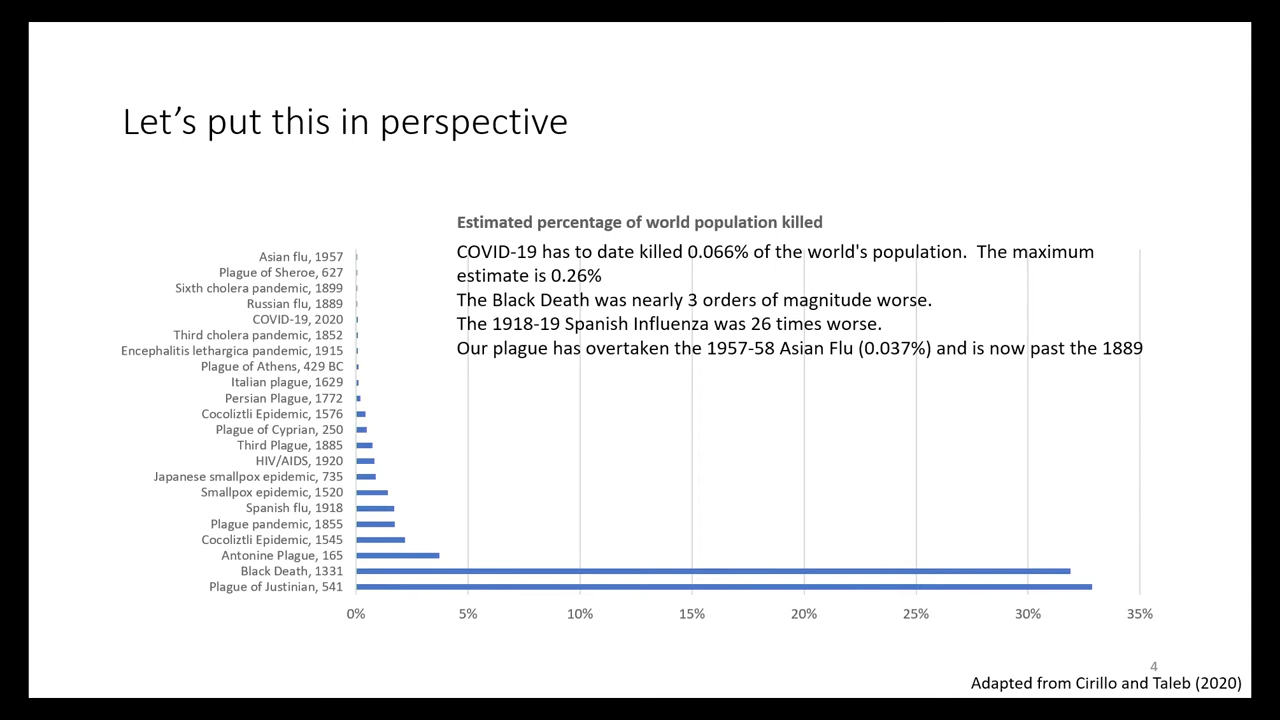 Let's put this in perspective
Estimated percentage of world population killed
COVID-19 has to date killed 0.066% of the world's population.  The maximum
estimate is 0.26%
The Black Death was nearly 3 orders of magnitude worse.
The 1918-19 Spanish Influenza was 26 times worse.
Our plague has overtaken the 1957-58 Asian Flu (0.037%) and is now past the 1889
Asian flu, 1957
Plague of Sheroe, 627
Sixth cholera pandemic, 1899
Russian flu, 1889
COVID-19, 2020
Third cholera pandemic, 1852
Encephalitis lethargica pandemic, 1915
Plague of Athens, 429 BC
Italian plague, 1629
Persian Plague, 1772
Cocoliztli Epidemic, 1576
Plague of Cyprian, 250
Third Plague, 1885
HIV/AIDS, 1920
Japanese smallpox epidemic, 735
Smallpox epidemic, 1520
Spanish flu, 1918
Plague pandemic, 1855
Cocoliztli Epidemic, 1545
Antonine Plague, 165
Black Death, 1331
Plague of Justinian, 541
0% 5% 10% 15% 20% 25% 30% 35%
4
Adapted from Cirillo and Taleb (2020)